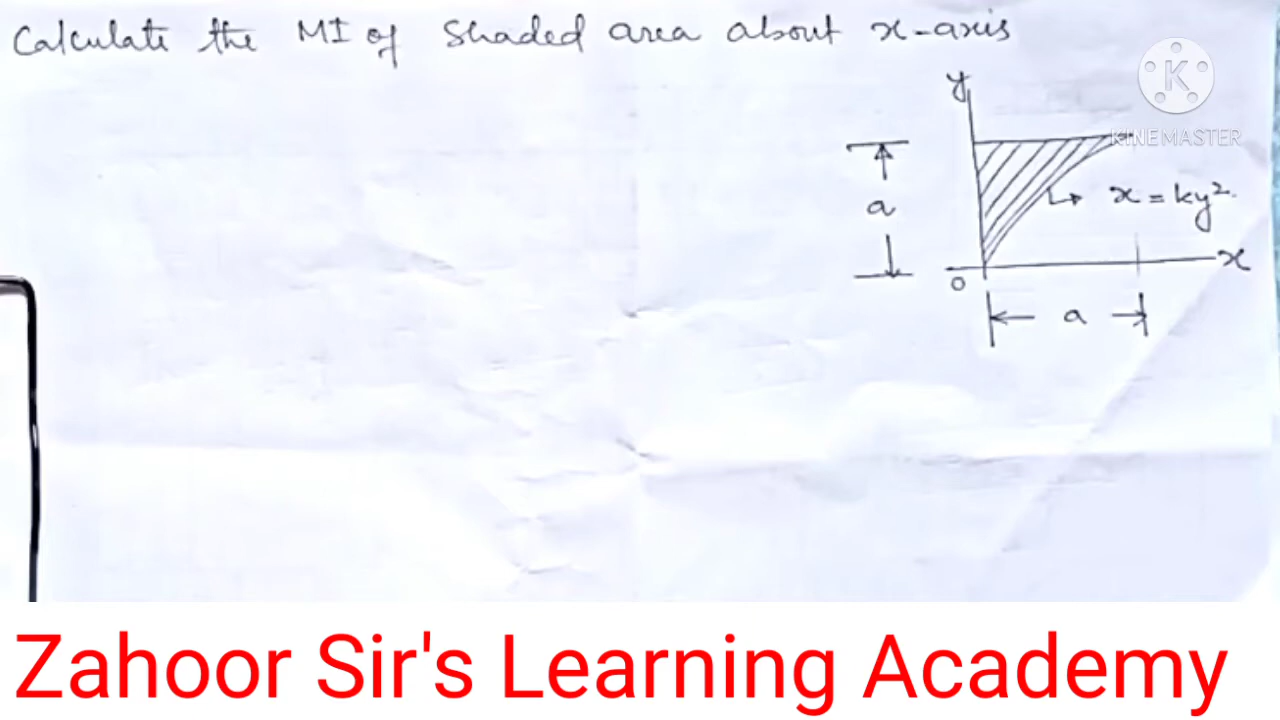 Calculate the MI of shaded area about x-axis
y
K
KINEMASTER
a
x = ky².
x
o
a
Zahoor Sir's Learning Academy